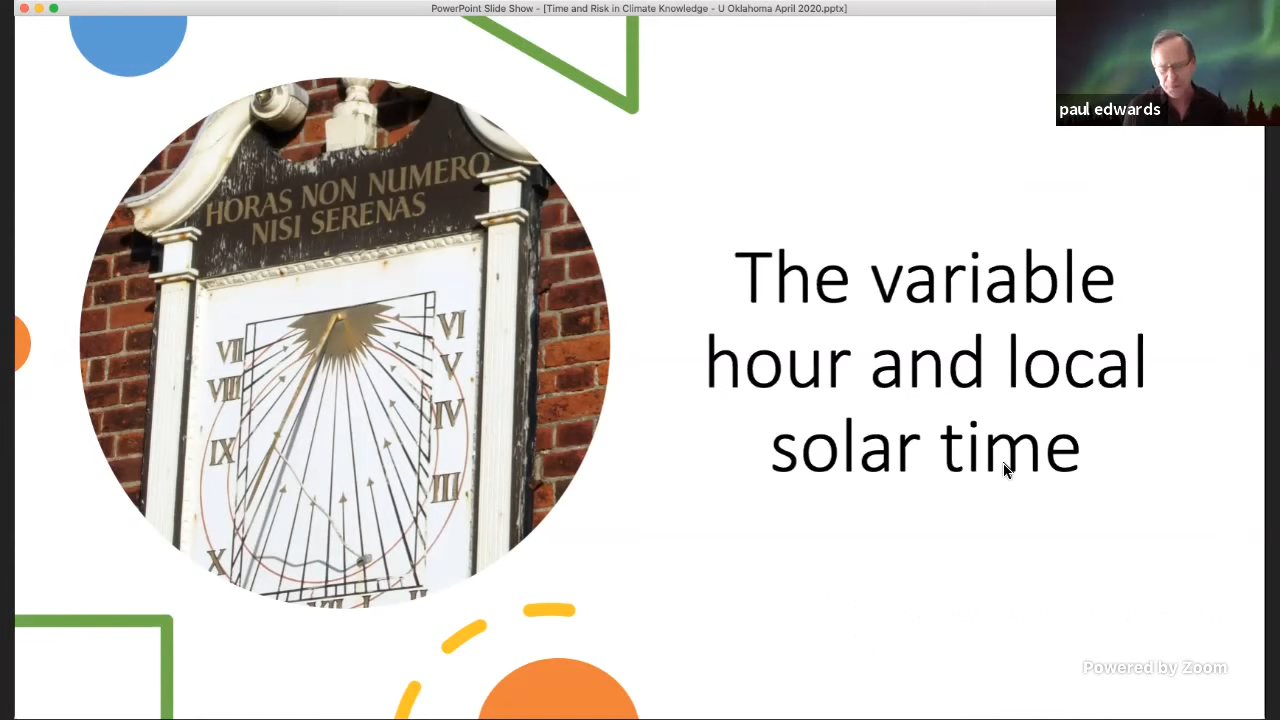 PowerPoint Slide Show - [Time and Risk in Climate Knowledge - U Oklahoma April 2020.pptx]
paul edwards
HORAS NON NUMERO
NISI SERENAS
The variable
hour and local
solar time
VII
VIII
IX
X
VI
V
IV
III
I
II
Powered by Zoom